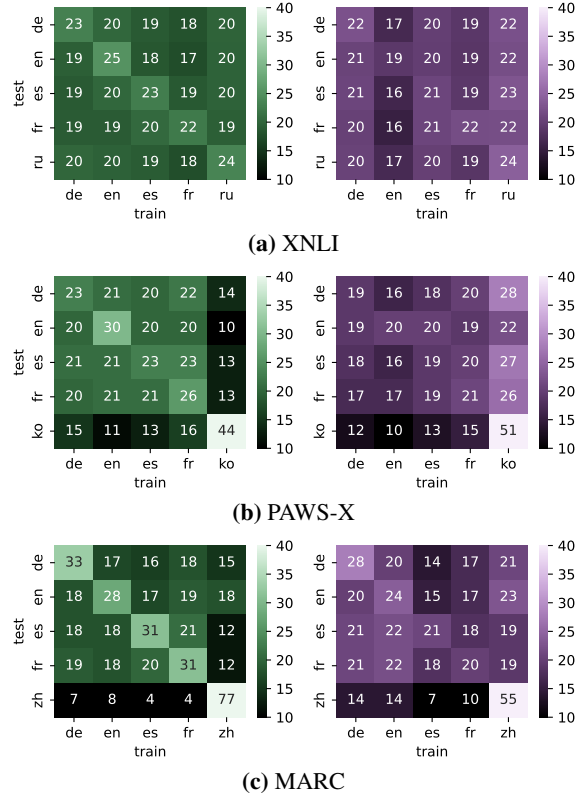 de 23 20 19 18 20 40 de 22 17 20 20 22 40
35 35
en 19 25 18 17 20 en 21 19 20 19 22
30 30
test es 19 20 23 19 20 25 es 21 16 21 19 23 25
fr 19 19 20 22 19 20 fr 20 16 21 22 22 20
15 15
ru 20 20 19 18 24 ru 20 17 20 19 24
10 10
de en es fr ru de en es fr ru
train train
(a) XNLI
de 23 21 20 22 14 40 de 19 16 18 20 28 40
35 35
en 20 30 20 20 10 en 19 20 20 19 22
30 30
test es 21 21 23 23 13 25 es 18 16 19 20 27 25
fr 20 21 21 26 13 20 fr 17 17 19 21 26 20
15 15
ko 15 11 13 16 44 ko 12 10 13 15 51
10 10
de en es fr ko de en es fr ko
train train
(b) PAWS-X
de 33 17 16 18 15 40 de 28 20 14 17 21 40
35 35
en 18 28 17 19 18 en 20 24 15 17 23
30 30
test es 18 18 31 21 12 25 es 21 22 21 18 19 25
fr 19 18 20 31 12 20 fr 21 22 18 20 19 20
15 15
zh 7 8 4 4 77 zh 14 14 7 10 55
10 10
de en es fr zh de en es fr zh
train train
(c) MARC